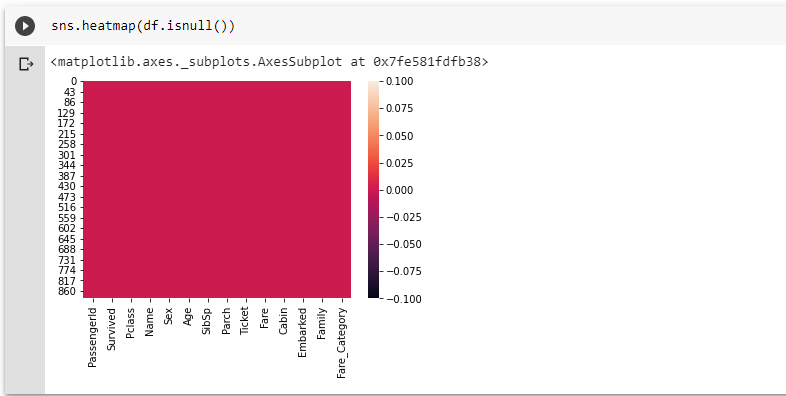 sns.heatmap(df.isnull())
<matplotlib.axes._subplots.AxesSubplot at 0x7fe581fdfb38>
0
43
86
129
172
215
258
301
344
387
430
473
516
559
602
645
688
731
774
817
860
0.100
0.075
0.050
0.025
0.000
−0.025
−0.050
−0.075
−0.100
PassengerId
Survived
Pclass
Name
Sex
Age
SibSp
Parch
Ticket
Fare
Cabin
Embarked
Family
Fare_Category